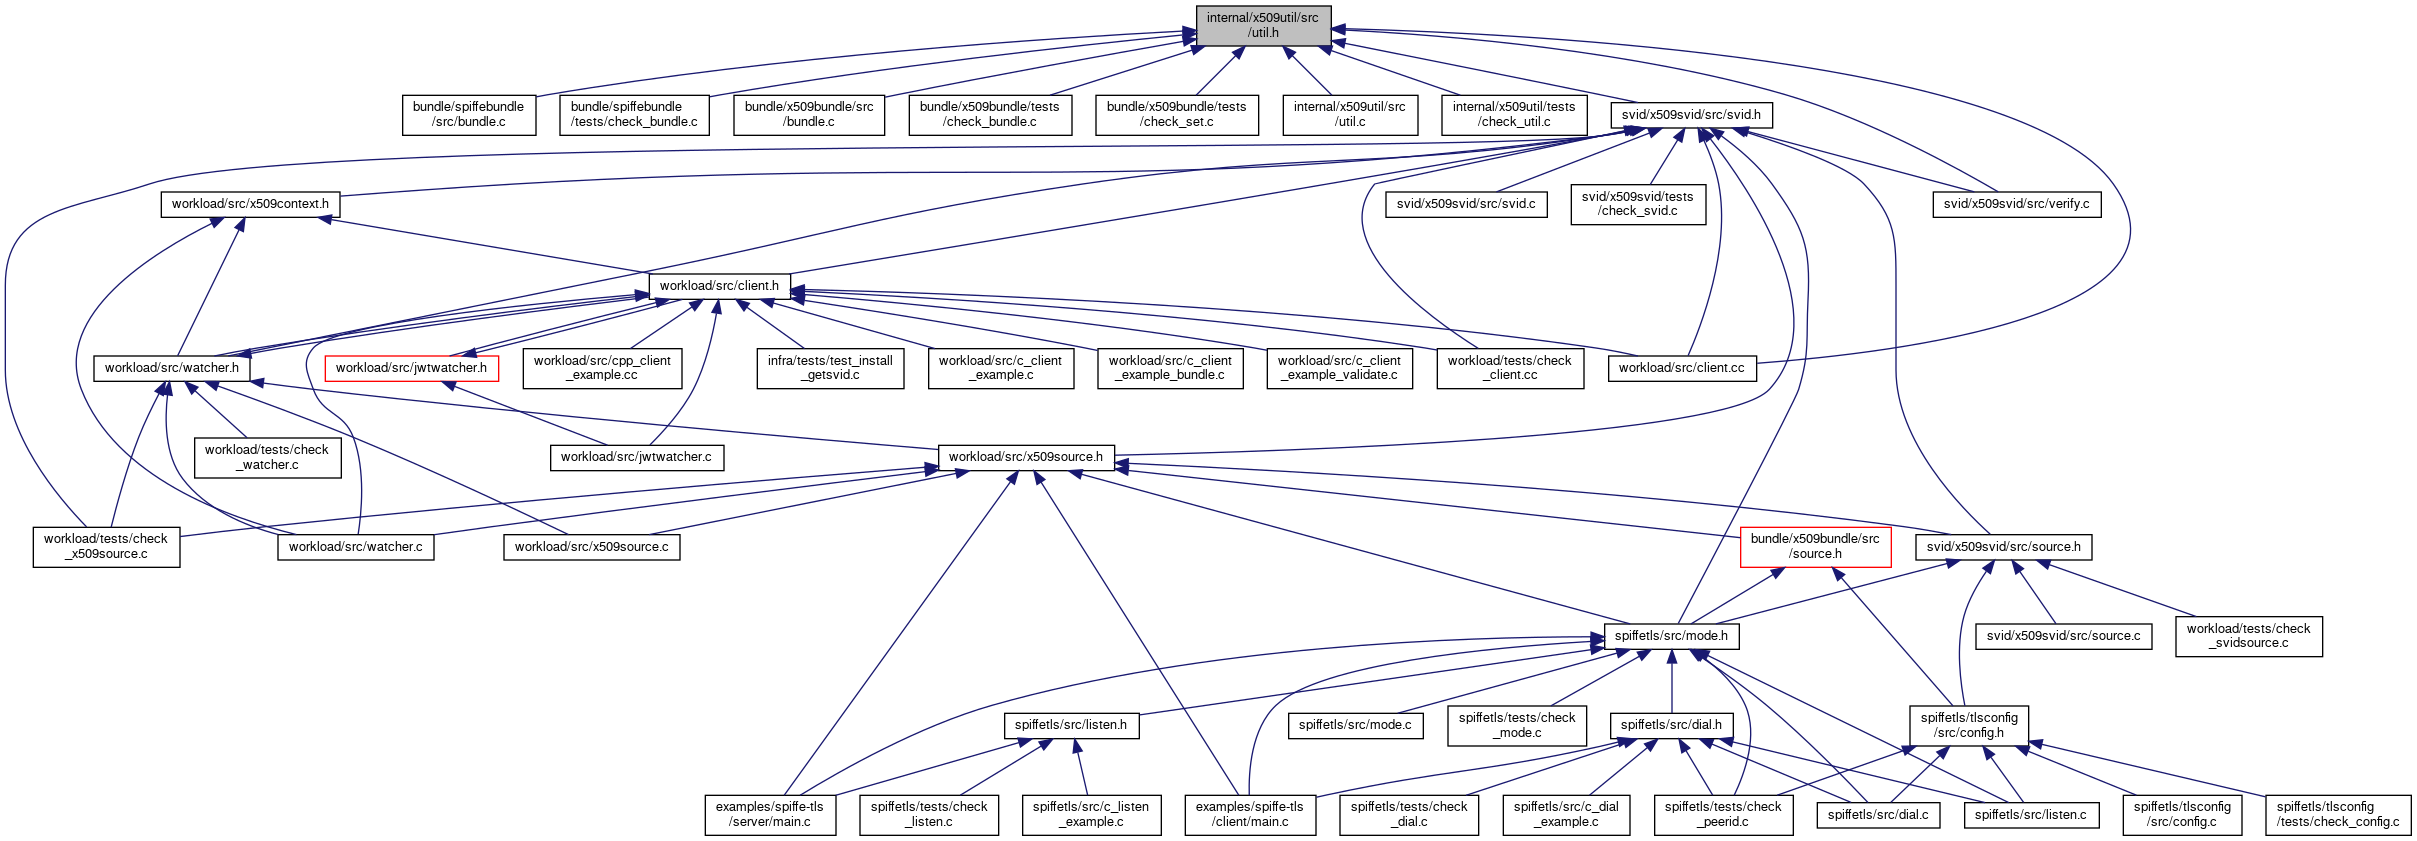 internal/x509util/src
/util.h
bundle/spiffebundle
/src/bundle.c
bundle/spiffebundle
/tests/check_bundle.c
bundle/x509bundle/src
/bundle.c
bundle/x509bundle/tests
/check_bundle.c
bundle/x509bundle/tests
/check_set.c
internal/x509util/src
/util.c
internal/x509util/tests
/check_util.c
svid/x509svid/src/svid.h
workload/src/x509context.h
svid/x509svid/src/svid.c
svid/x509svid/tests
/check_svid.c
svid/x509svid/src/verify.c
workload/src/client.h
workload/src/watcher.h
workload/src/jwtwatcher.h
workload/src/cpp_client
_example.cc
infra/tests/test_install
_getsvid.c
workload/src/c_client
_example.c
workload/src/c_client
_example_bundle.c
workload/src/c_client
_example_validate.c
workload/tests/check
_client.cc
workload/src/client.cc
workload/tests/check
_watcher.c
workload/src/jwtwatcher.c
workload/src/x509source.h
workload/tests/check
_x509source.c
workload/src/watcher.c
workload/src/x509source.c
bundle/x509bundle/src
/source.h
svid/x509svid/src/source.h
spiffetls/src/mode.h
svid/x509svid/src/source.c
workload/tests/check
_svidsource.c
spiffetls/src/listen.h
spiffetls/src/mode.c
spiffetls/tests/check
_mode.c
spiffetls/src/dial.h
spiffetls/tlsconfig
/src/config.h
examples/spiffe-tls
/server/main.c
spiffetls/tests/check
_listen.c
spiffetls/src/c_listen
_example.c
examples/spiffe-tls
/client/main.c
spiffetls/tests/check
_dial.c
spiffetls/src/c_dial
_example.c
spiffetls/tests/check
_peerid.c
spiffetls/src/dial.c
spiffetls/src/listen.c
spiffetls/tlsconfig
/src/config.c
spiffetls/tlsconfig
/tests/check_config.c